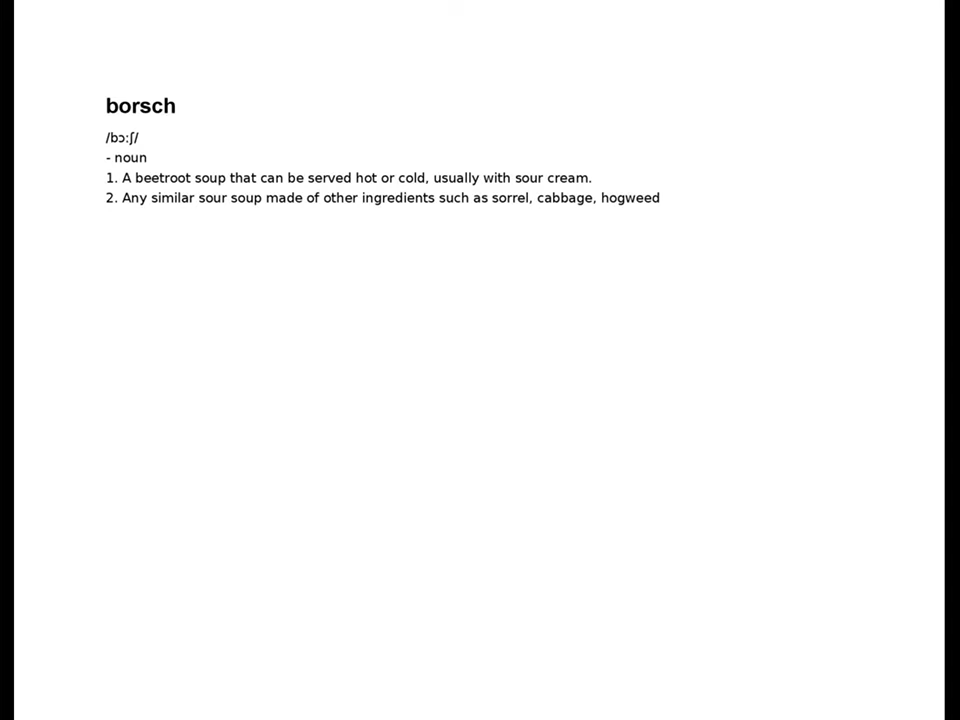 borsch
/bɔːʃ/
- noun
1. A beetroot soup that can be served hot or cold, usually with sour cream.
2. Any similar sour soup made of other ingredients such as sorrel, cabbage, hogweed